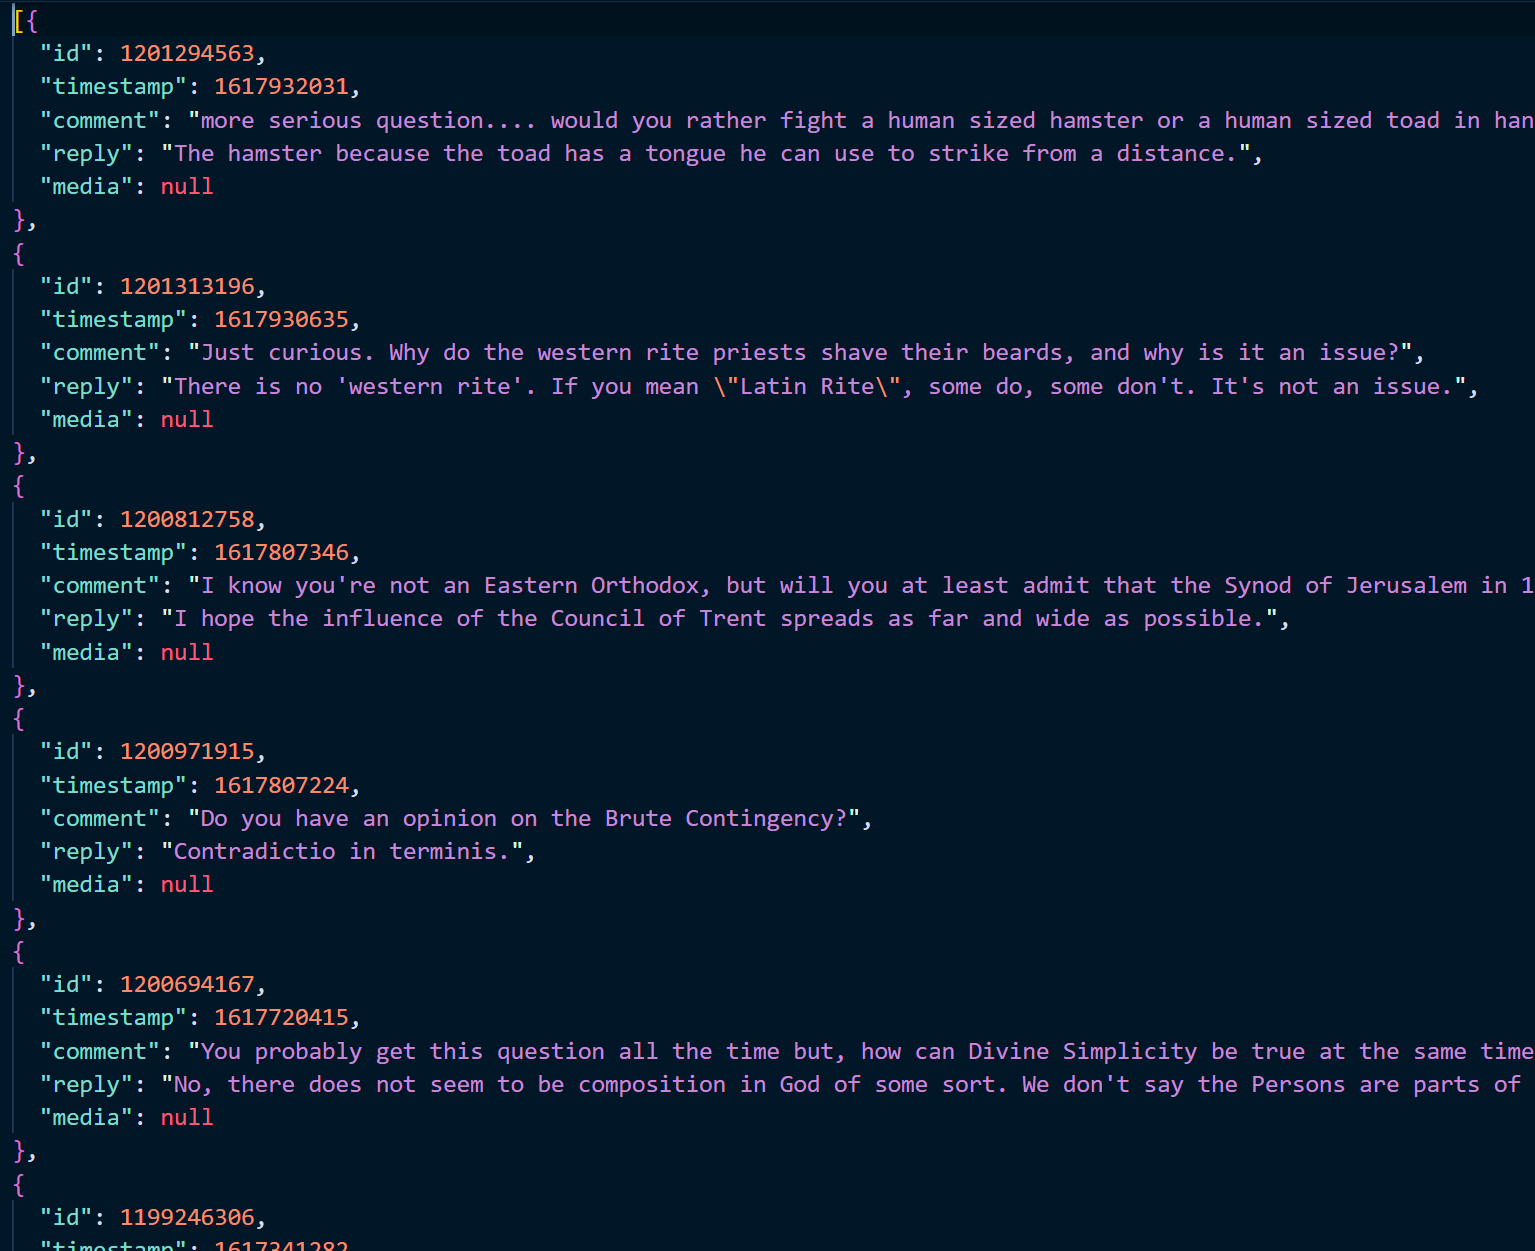 [{
"id": 1201294563,
"timestamp": 1617932031,
"comment": "more serious question.... would you rather fight a human sized hamster or a human sized toad in han
"reply": "The hamster because the toad has a tongue he can use to strike from a distance.",
"media": null
},
{
"id": 1201313196,
"timestamp": 1617930635,
"comment": "Just curious. Why do the western rite priests shave their beards, and why is it an issue?",
"reply": "There is no 'western rite'. If you mean \"Latin Rite\", some do, some don't. It's not an issue.",
"media": null
},
{
"id": 1200812758,
"timestamp": 1617807346,
"comment": "I know you're not an Eastern Orthodox, but will you at least admit that the Synod of Jerusalem in 1
"reply": "I hope the influence of the Council of Trent spreads as far and wide as possible.",
"media": null
},
{
"id": 1200971915,
"timestamp": 1617807224,
"comment": "Do you have an opinion on the Brute Contingency?",
"reply": "Contradictio in terminis.",
"media": null
},
{
"id": 1200694167,
"timestamp": 1617720415,
"comment": "You probably get this question all the time but, how can Divine Simplicity be true at the same time
"reply": "No, there does not seem to be composition in God of some sort. We don't say the Persons are parts of
"media": null
},
{
"id": 1199246306,
"timestamp": 1617341282